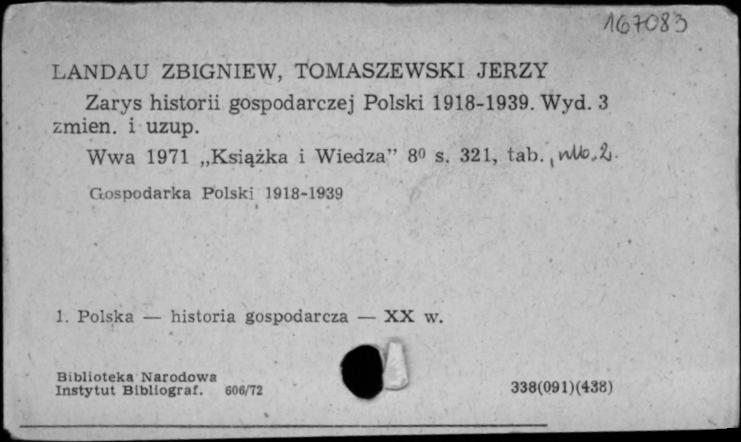 167083
LANDAU ZBIGNIEW, TOMASZEWSKI JERZY
Zarys historii gospodarczej Polski 1918-1939. Wyd. 3
zmien. i uzup.
Wwa 1971 „Książka i Wiedza” 8⁰ s. 321, tab., nlb. 2.
Gospodarka Polski 1918-1939
1. Polska — historia gospodarcza — XX w.
Biblioteka Narodowa
Instytut Bibliograf. 606/72 338(091)(438)